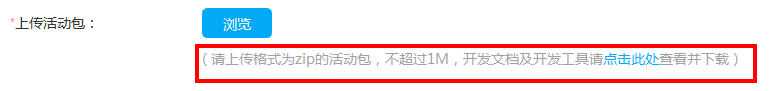 *上传活动包： 浏览
（请上传格式为zip的活动包，不超过1M，开发文档及开发工具请点击此处查看并下载）